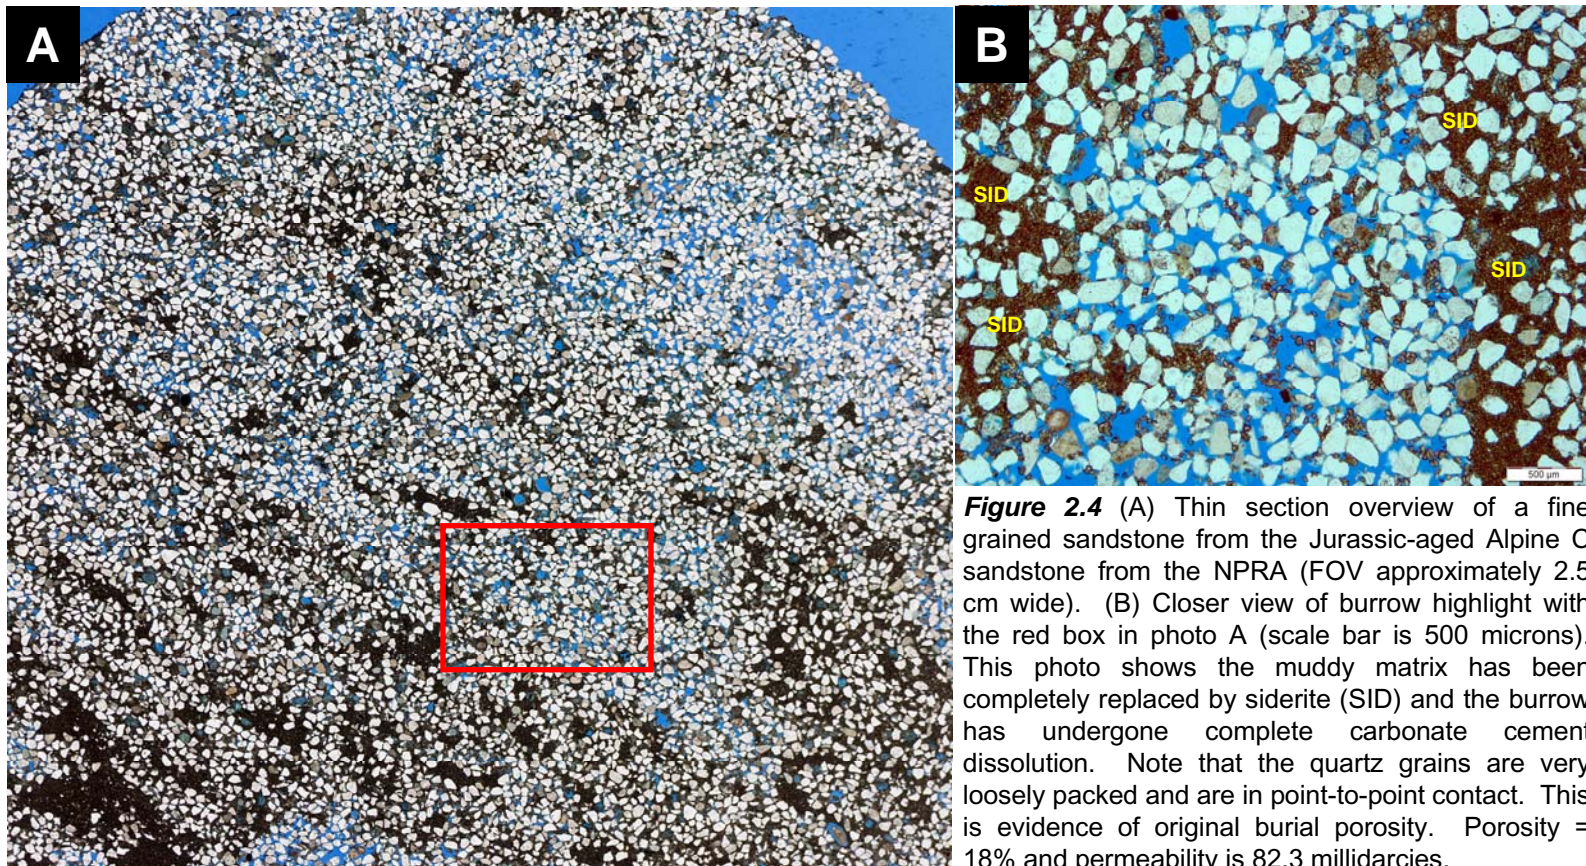 A
B
SID
SID
SID
SID
500 µm
Figure 2.4 (A) Thin section overview of a fine
grained sandstone from the Jurassic-aged Alpine C
sandstone from the NPRA (FOV approximately 2.5
cm wide). (B) Closer view of burrow highlight with
the red box in photo A (scale bar is 500 microns).
This photo shows the muddy matrix has been
completely replaced by siderite (SID) and the burrow
has undergone complete carbonate cement
dissolution. Note that the quartz grains are very
loosely packed and are in point-to-point contact. This
is evidence of original burial porosity. Porosity =
18% and permeability is 82.3 millidarcies.